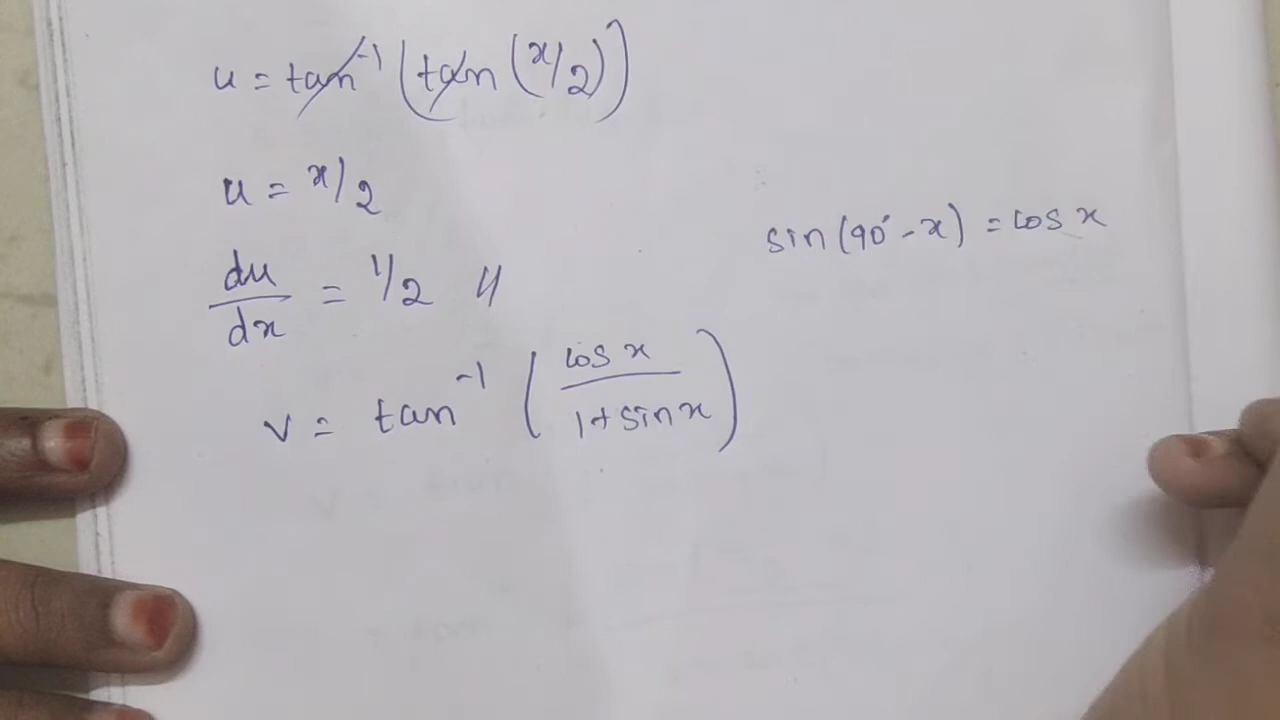 u = tan⁻¹ (tan (x/2))
u = x/2
sin (90° - x) = cos x
du/dx = 1/2 //
v = tan⁻¹ (cos x / 1 + sin x)